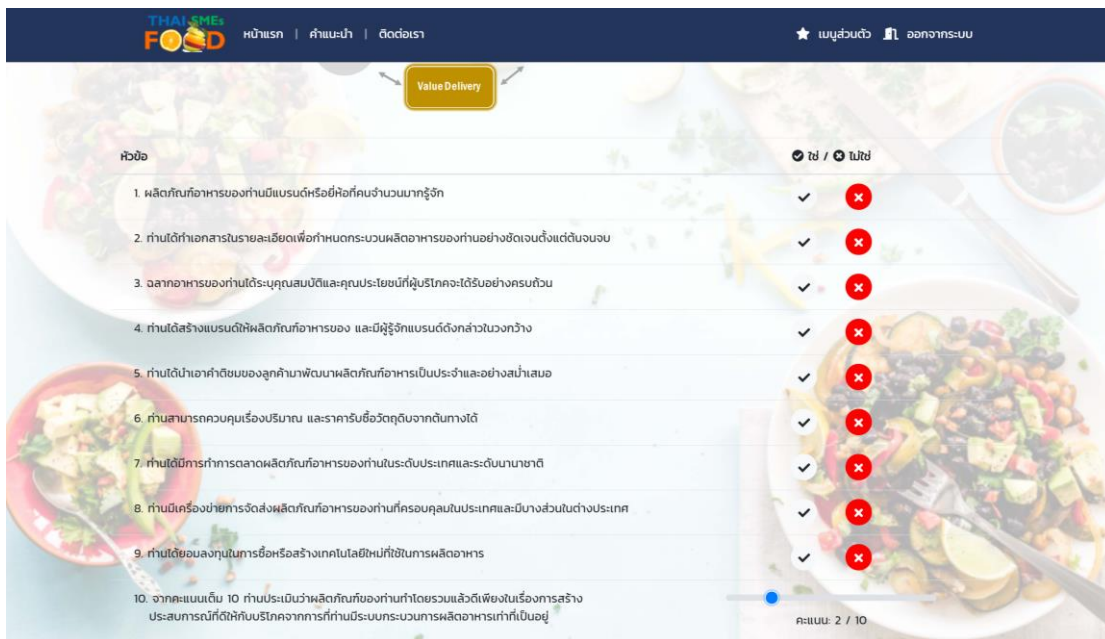 THAI SMEs
FOOD
หน้าแรก | คำแนะนำ | ติดต่อเรา
เมนูส่วนตัว ออกจากระบบ
Value Delivery
หัวข้อ
ใช่ / ไม่ใช่
1. ผลิตภัณฑ์อาหารของท่านมีแบรนด์หรือยี่ห้อที่คนจำนวนมากรู้จัก
2. ท่านได้ทำเอกสารในรายละเอียดเพื่อกำหนดกระบวนผลิตอาหารของท่านอย่างชัดเจนตั้งแต่ต้นจนจบ
3. ฉลากอาหารของท่านได้ระบุคุณสมบัติและคุณประโยชน์ที่ผู้บริโภคจะได้รับอย่างครบถ้วน
4. ท่านได้สร้างแบรนด์ให้ผลิตภัณฑ์อาหารของ และมีผู้รู้จักแบรนด์ดังกล่าวในวงกว้าง
5. ท่านได้นำเอาคำติชมของลูกค้ามาพัฒนาผลิตภัณฑ์อาหารเป็นประจำและอย่างสม่ำเสมอ
6. ท่านสามารถควบคุมเรื่องปริมาณ และราคารับซื้อวัตถุดิบจากต้นทางได้
7. ท่านได้มีการทำการตลาดผลิตภัณฑ์อาหารของท่านในระดับประเทศและระดับนานาชาติ
8. ท่านมีเครื่องข่ายการจัดส่งผลิตภัณฑ์อาหารของท่านที่ครอบคลุมในประเทศและมีบางส่วนในต่างประเทศ
9. ท่านได้ยอมลงทุนในการซื้อหรือสร้างเทคโนโลยีใหม่ที่ใช้ในการผลิตอาหาร
10. จากคะแนนเต็ม 10 ท่านประเมินว่าผลิตภัณฑ์ของท่านทำโดยรวมแล้วดีเพียงในเรื่องการสร้าง
ประสบการณ์ที่ดีให้กับบริโภคจากการที่ท่านมีระบบกระบวนการผลิตอาหารเท่าที่เป็นอยู่
คะแนน: 2 / 10